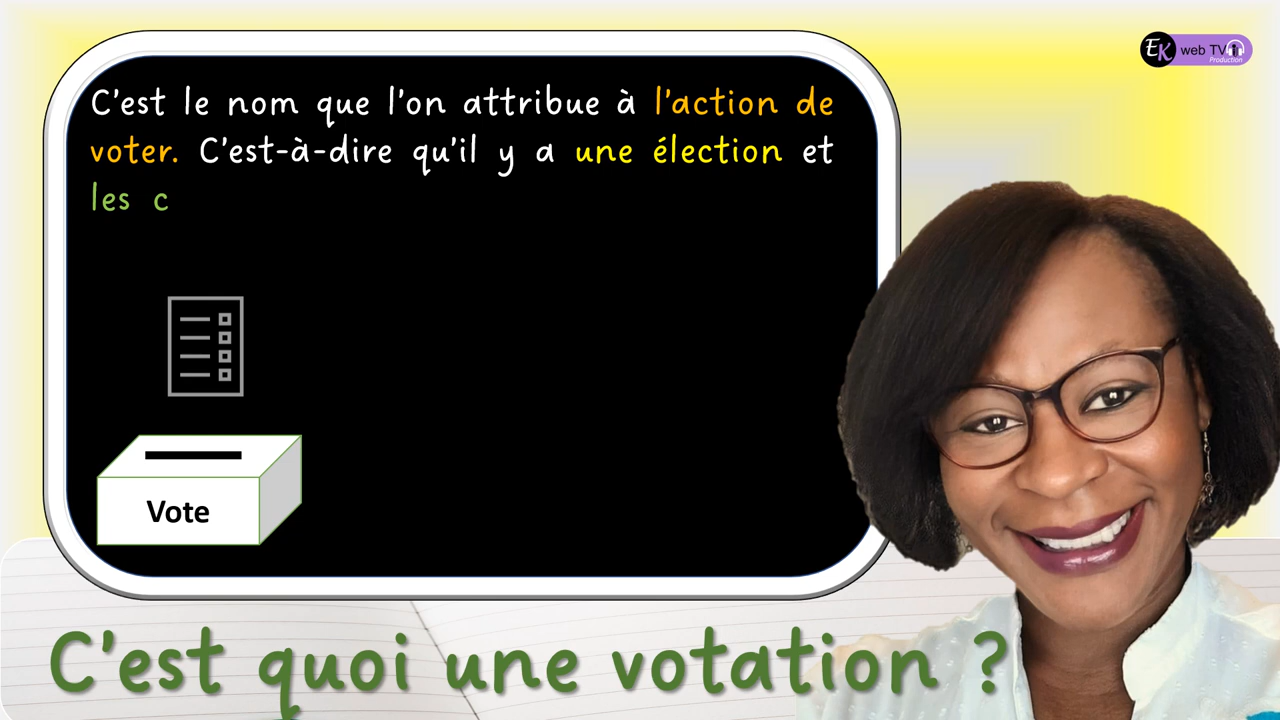 C'est le nom que l'on attribue à l'action de
voter. C'est-à-dire qu'il y a une élection et
les c
Vote
C'est quoi une votation ?
EK web TV
Production